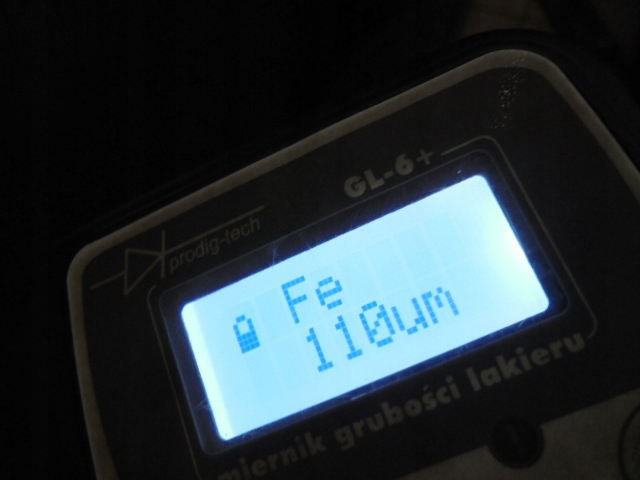 GL-6+
prodig-tech
Fe
110um
miernik grubości lakieru